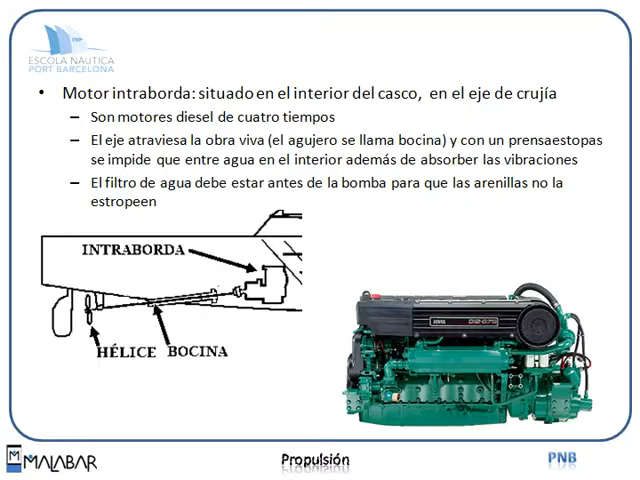 ESCOLA NÁUTICA
PORT BARCELONA
• Motor intraborda: situado en el interior del casco, en el eje de crujía
– Son motores diesel de cuatro tiempos
– El eje atraviesa la obra viva (el agujero se llama bocina) y con un prensaestopas
se impide que entre agua en el interior además de absorber las vibraciones
– El filtro de agua debe estar antes de la bomba para que las arenillas no la
estropeen
INTRABORDA
HÉLICE BOCINA
MALABAR
Propulsión
PNB